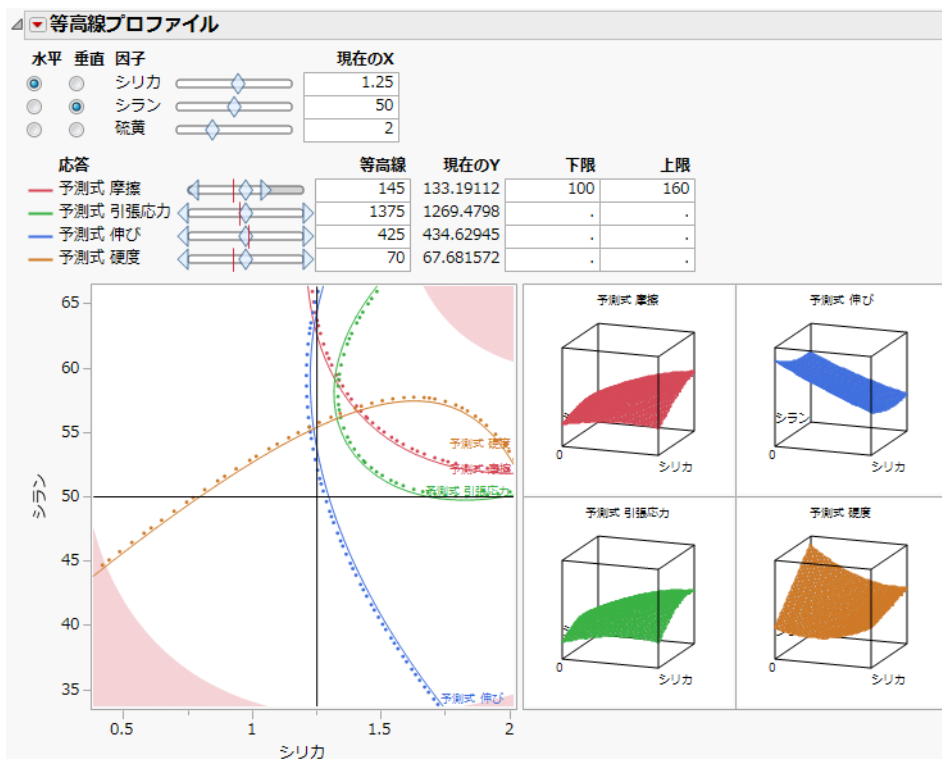 等高線プロファイル
水平 垂直 因子 現在のX
シリカ 1.25
シラン 50
硫黄 2
応答 等高線 現在のY 下限 上限
予測式 摩擦 145 133.19112 100 160
予測式 引張応力 1375 1269.4798 . .
予測式 伸び 425 434.62945 . .
予測式 硬度 70 67.681572 . .
65
60
55
50
45
40
35
シラン
予測式 硬度
予測式 摩擦
予測式 引張応力
予測式 伸び
0.5 1 1.5 2
シリカ
予測式 摩擦
0
シリカ
予測式 伸び
シラン
0
シリカ
予測式 引張応力
0
シリカ
予測式 硬度
0
シリカ